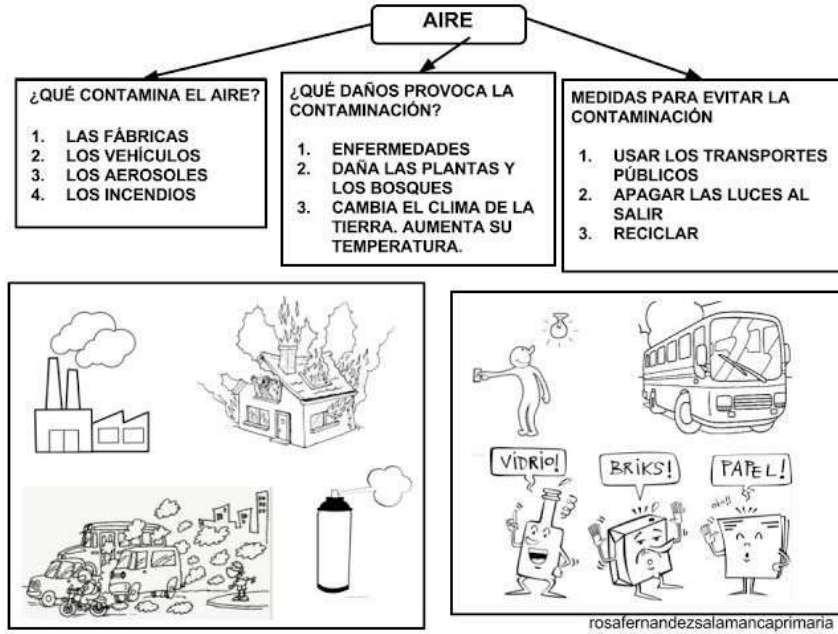 AIRE
¿QUÉ CONTAMINA EL AIRE?
1. LAS FÁBRICAS
2. LOS VEHÍCULOS
3. LOS AEROSOLES
4. LOS INCENDIOS
¿QUÉ DAÑOS PROVOCA LA
CONTAMINACIÓN?
1. ENFERMEDADES
2. DAÑA LAS PLANTAS Y
LOS BOSQUES
3. CAMBIA EL CLIMA DE LA
TIERRA. AUMENTA SU
TEMPERATURA.
MEDIDAS PARA EVITAR LA
CONTAMINACIÓN
1. USAR LOS TRANSPORTES
PÚBLICOS
2. APAGAR LAS LUCES AL
SALIR
3. RECICLAR
VIDRIO!
BRIKS!
PAPEL!
rosafernandezsalamancaprimaria